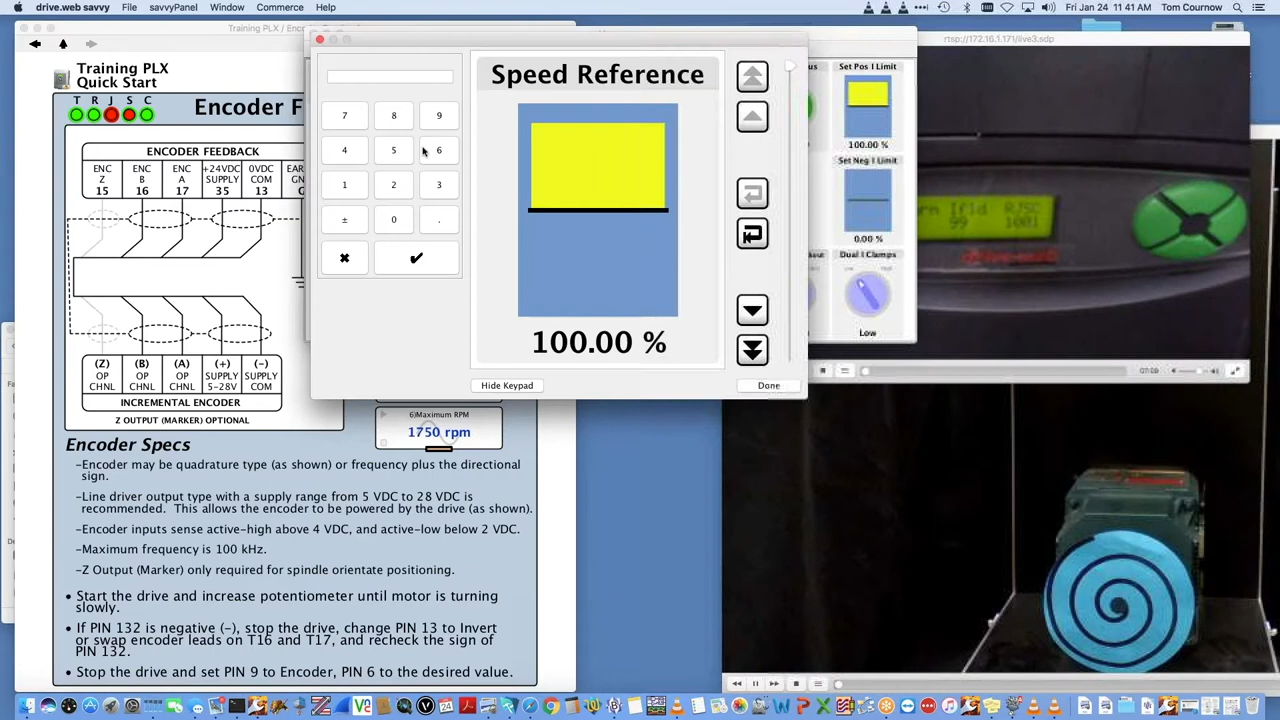 drive.web savvy File savvyPanel Window Commerce Help
Fri Jan 24 11:41 AM Tom Cournow
Training PLX / Enco
rtsp://172.16.1.171/live3.sdp
Training PLX
Quick Start
T R J S C
Encoder F
ENCODER FEEDBACK
ENC Z 15
ENC B 16
ENC A 17
+24VDC SUPPLY 35
0VDC COM 13
(Z) OP CHNL
(B) OP CHNL
(A) OP CHNL
(+) SUPPLY 5-28V
(-) SUPPLY COM
INCREMENTAL ENCODER
Z OUTPUT (MARKER) OPTIONAL
6)Maximum RPM
1750 rpm
Encoder Specs
-Encoder may be quadrature type (as shown) or frequency plus the directional
sign.
-Line driver output type with a supply range from 5 VDC to 28 VDC is
recommended. This allows the encoder to be powered by the drive (as shown).
-Encoder inputs sense active-high above 4 VDC, and active-low below 2 VDC.
-Maximum frequency is 100 kHz.
-Z Output (Marker) only required for spindle orientate positioning.
• Start the drive and increase potentiometer until motor is turning
slowly.
• If PIN 132 is negative (-), stop the drive, change PIN 13 to Invert
or swap encoder leads on T16 and T17, and recheck the sign of
PIN 132.
• Stop the drive and set PIN 9 to Encoder, PIN 6 to the desired value.
7 8 9
4 5 6
1 2 3
± 0 .
✖ ✔
Speed Reference
100.00 %
Hide Keypad
Done
Set Pos I Limit
100.00 %
Set Neg I Limit
0.00 %
Dual I Clamps
Low
rn Ifld RJSC
99 1001